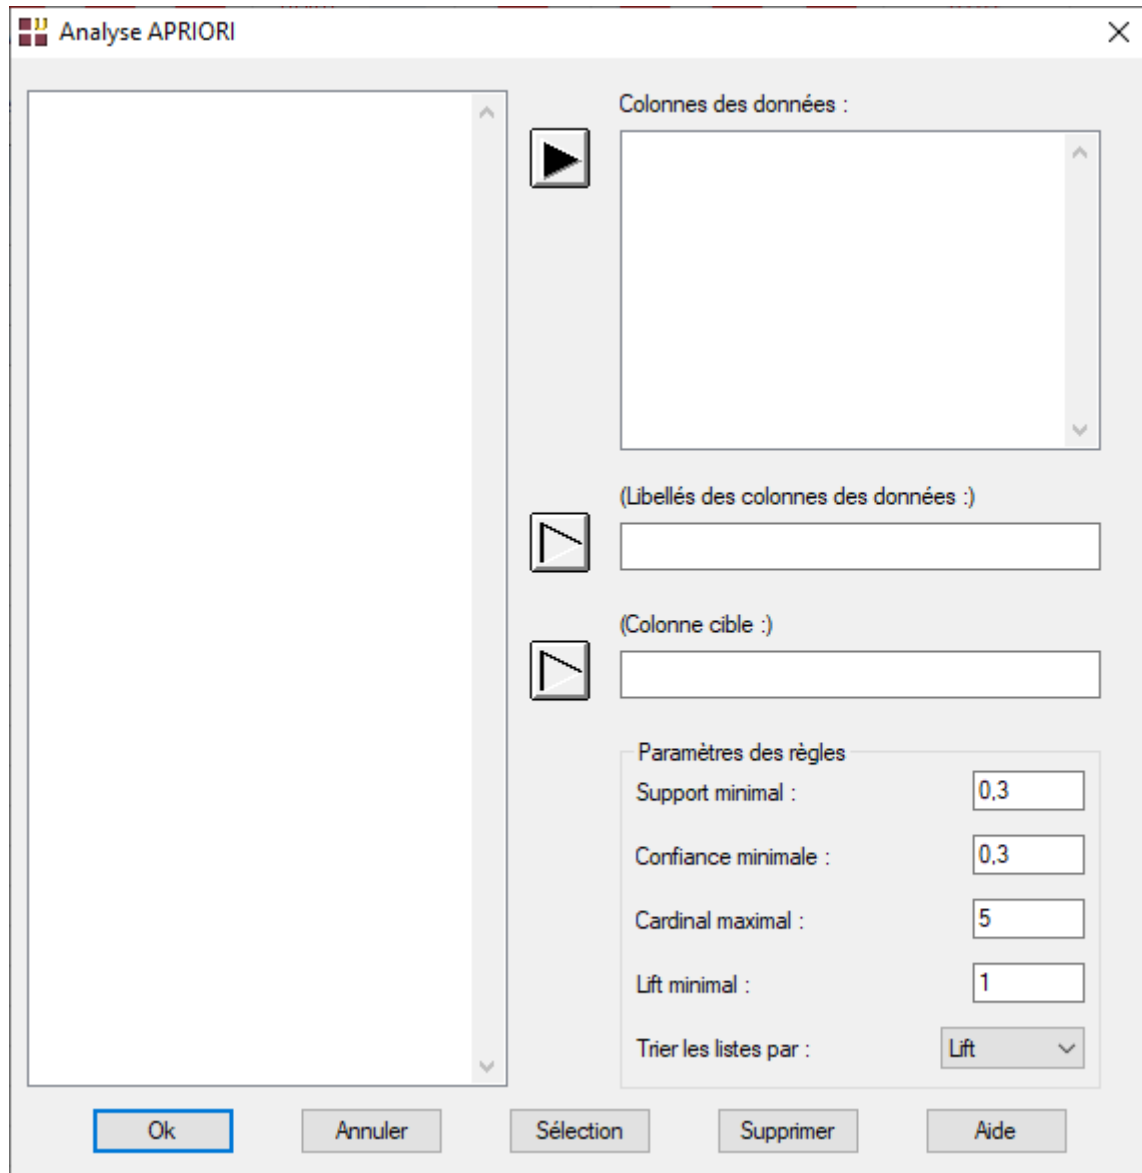 Analyse APRIORI
Colonnes des données :
(Libellés des colonnes des données :)
(Colonne cible :)
Paramètres des règles
Support minimal : 0,3
Confiance minimale : 0,3
Cardinal maximal : 5
Lift minimal : 1
Trier les listes par : Lift
Ok Annuler Sélection Supprimer Aide